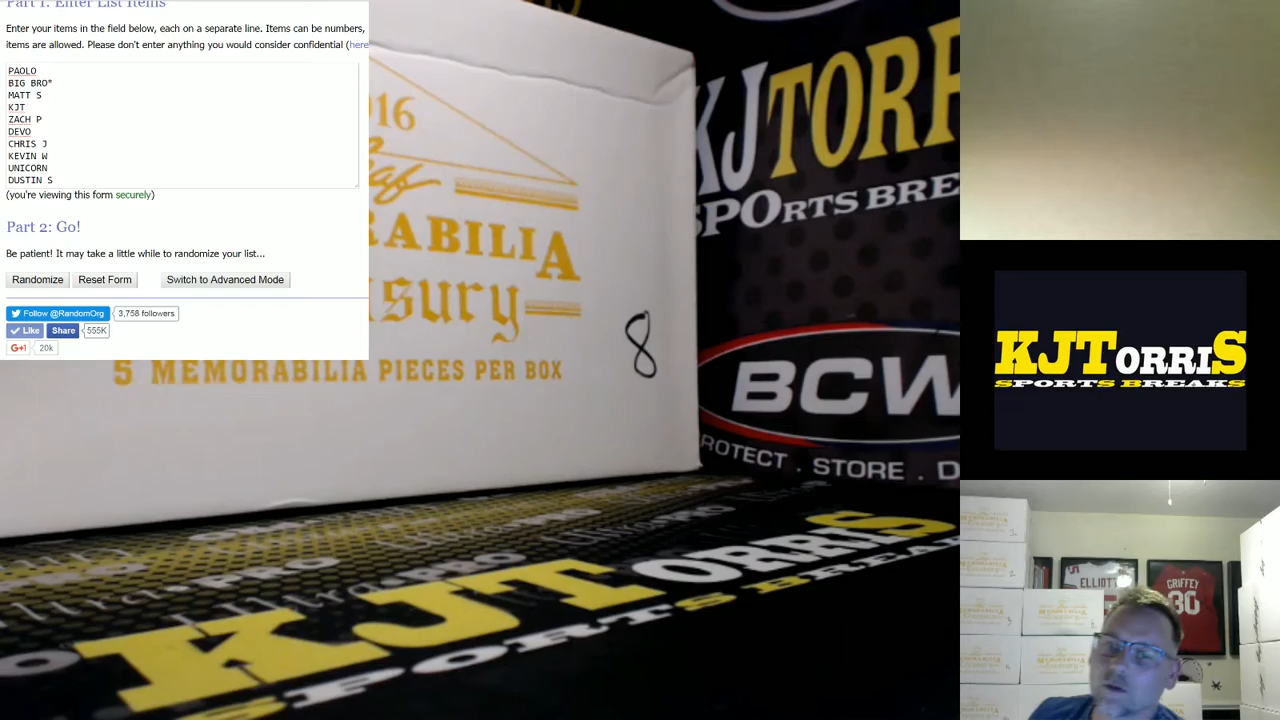 Part 1: Enter List Items
Enter your items in the field below, each on a separate line. Items can be numbers,
items are allowed. Please don't enter anything you would consider confidential (here
PAOLO
BIG BRO*
MATT S
KJT
ZACH P
DEVO
CHRIS J
KEVIN W
UNICORN
DUSTIN S
(you're viewing this form securely)
Part 2: Go!
Be patient! It may take a little while to randomize your list...
Randomize Reset Form Switch to Advanced Mode
Follow @RandomOrg 3,758 followers
Like Share 555K
G+1 20k
5 MEMORABILIA PIECES PER BOX
8
KJTORR
SPORTS BREA
BCW
PROTECT . STORE . D
KJTORRIS
SPORTS BREAKS
KJTORRIS
SPORTS BREAKS
ELLIOTT
GRIFFEY
30